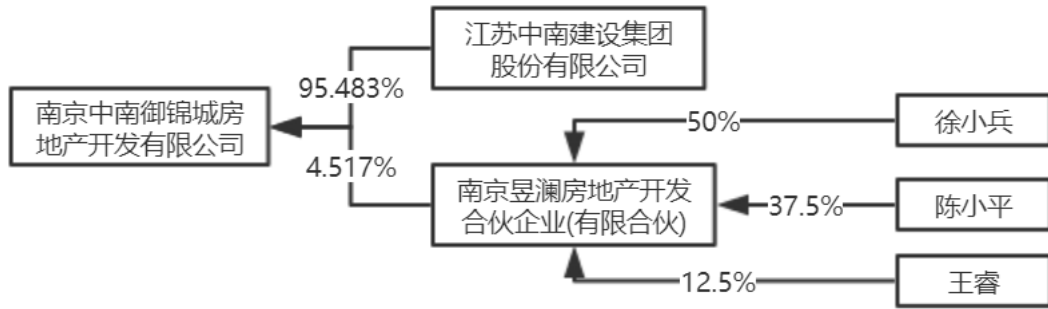 江苏中南建设集团
股份有限公司
95.483%
南京中南御锦城房
地产开发有限公司
4.517%
50%
徐小兵
南京昱澜房地产开发
合伙企业(有限合伙)
37.5%
陈小平
12.5%
王睿